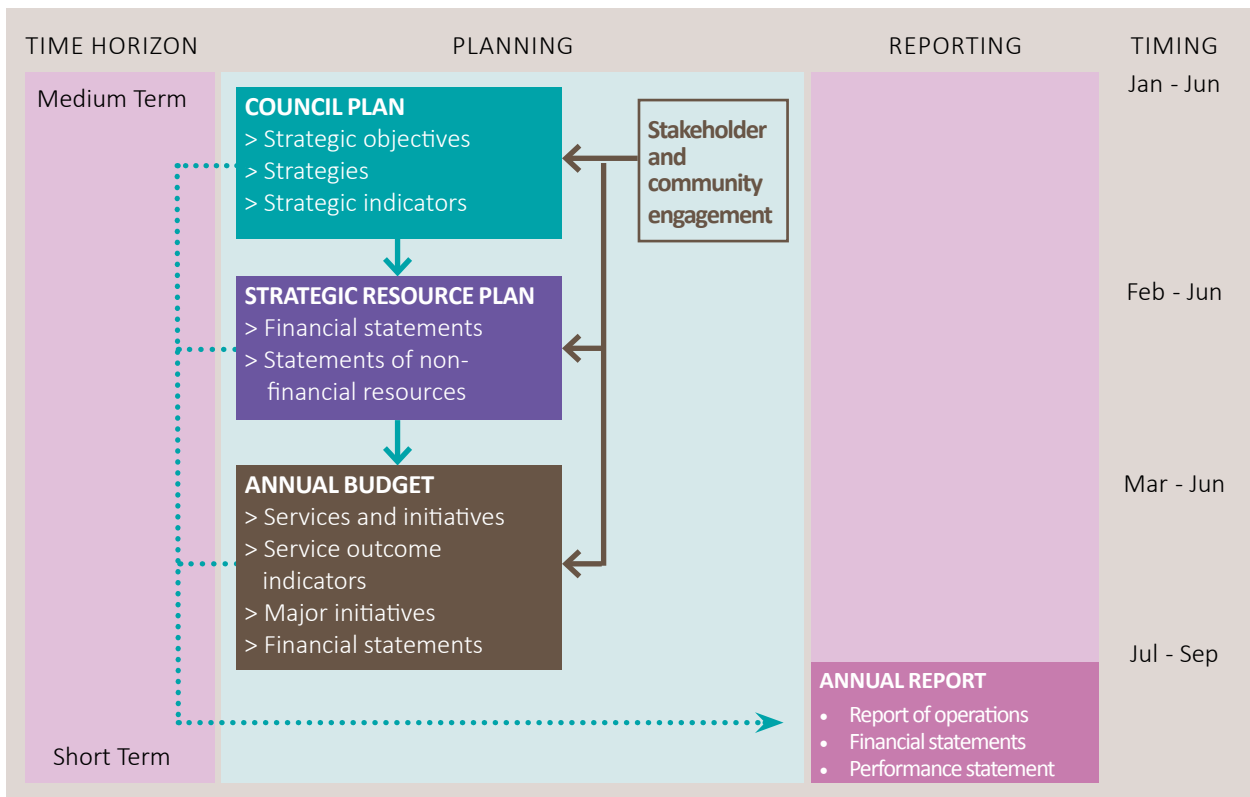 TIME HORIZON
PLANNING
REPORTING
TIMING
Medium Term
Short Term
COUNCIL PLAN
> Strategic objectives
> Strategies
> Strategic indicators
Stakeholder
and
community
engagement
STRATEGIC RESOURCE PLAN
> Financial statements
> Statements of non-
financial resources
ANNUAL BUDGET
> Services and initiatives
> Service outcome
indicators
> Major initiatives
> Financial statements
ANNUAL REPORT
• Report of operations
• Financial statements
• Performance statement
Jan - Jun
Feb - Jun
Mar - Jun
Jul - Sep